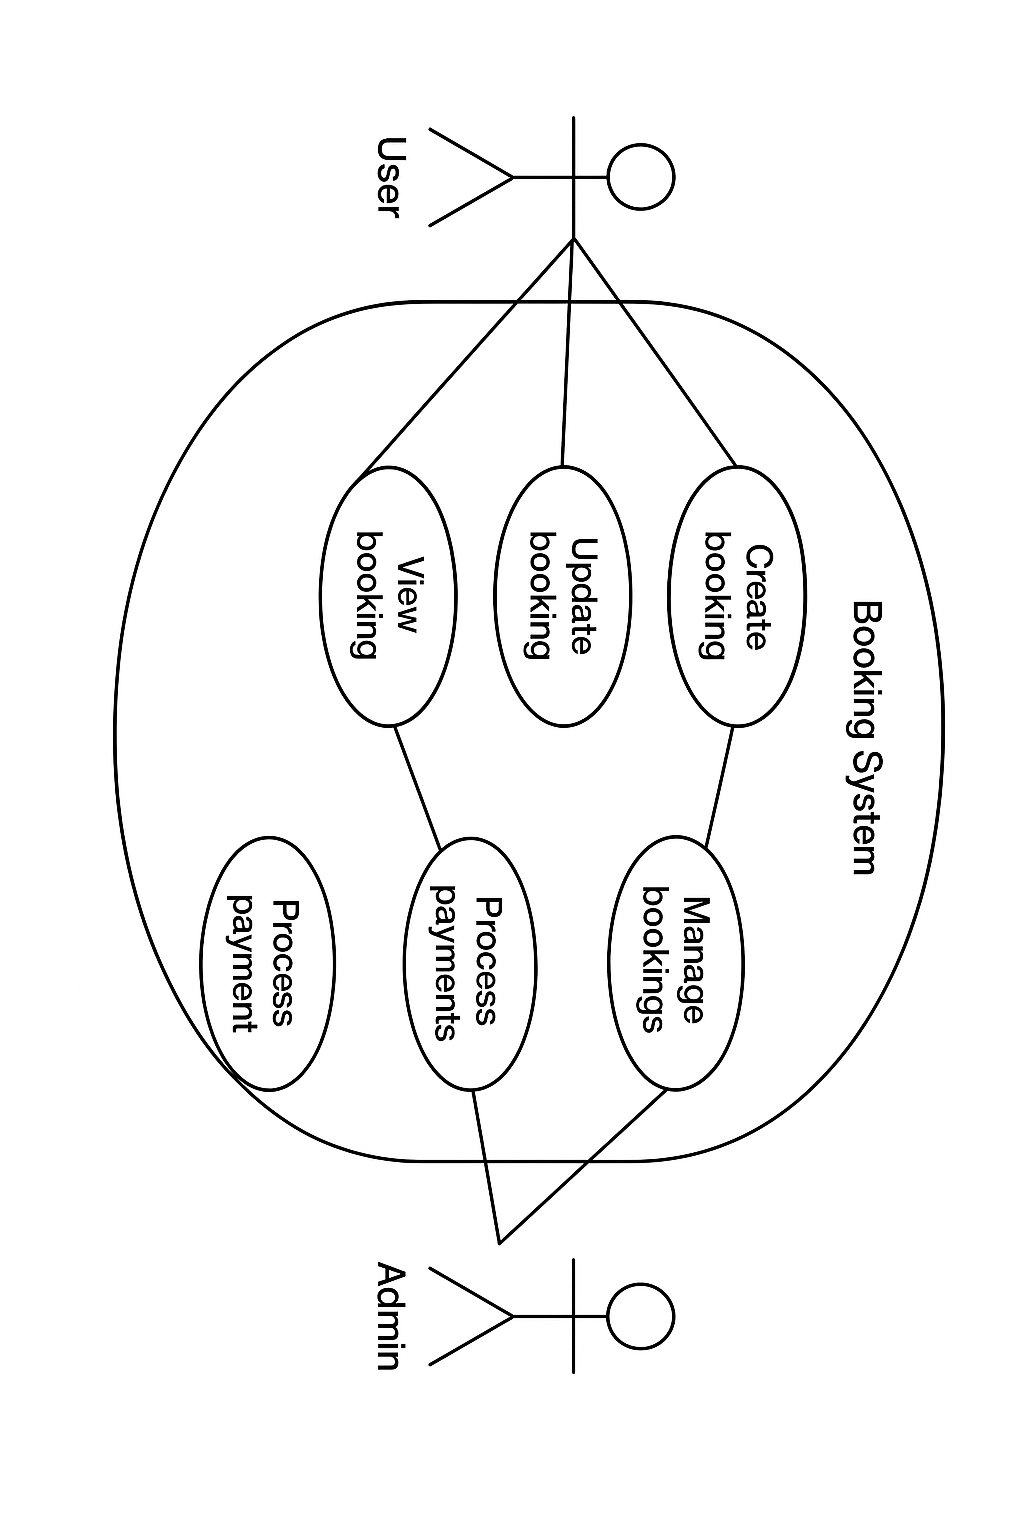 Booking System
User
Create
booking
Update
booking
View
booking
Manage
bookings
Process
payments
Process
payment
Admin